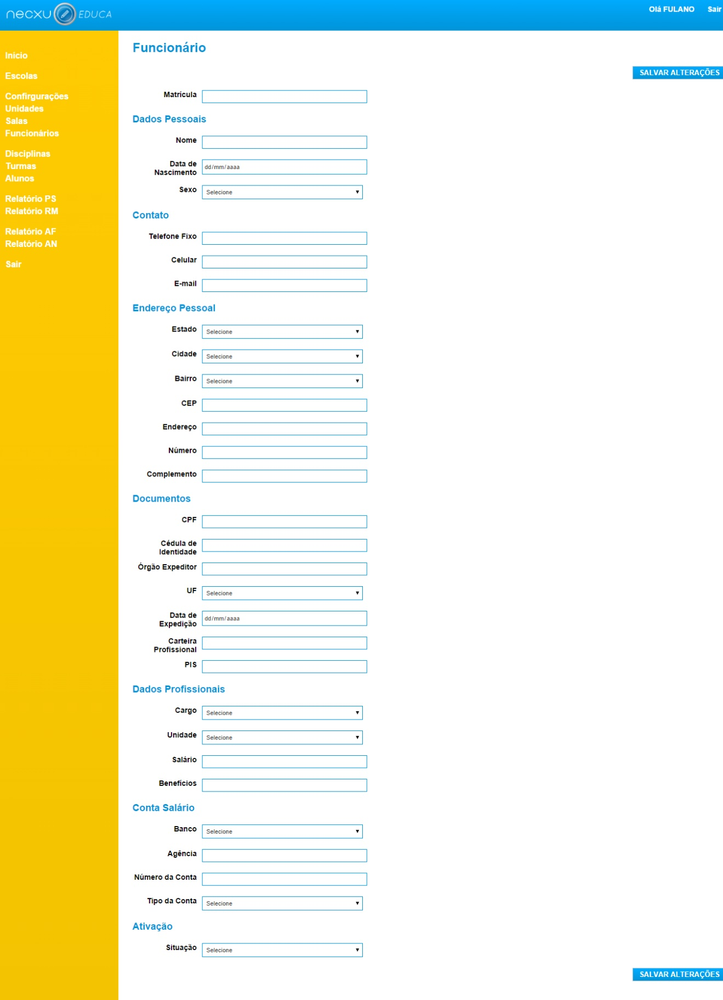 necxu EDUCA
Olá FULANO Sair
Início
Escolas
Confirgurações
Unidades
Salas
Funcionários
Disciplinas
Turmas
Alunos
Relatório PS
Relatório RM
Relatório AF
Relatório AN
Sair
Funcionário
SALVAR ALTERAÇÕES
Matrícula
Dados Pessoais
Nome
Data de
Nascimento
dd/mm/aaaa
Sexo Selecione
Contato
Telefone Fixo
Celular
E-mail
Endereço Pessoal
Estado Selecione
Cidade Selecione
Bairro Selecione
CEP
Endereço
Número
Complemento
Documentos
CPF
Cédula de
Identidade
Órgão Expeditor
UF Selecione
Data de
Expedição
dd/mm/aaaa
Carteira
Profissional
PIS
Dados Profissionais
Cargo Selecione
Unidade Selecione
Salário
Benefícios
Conta Salário
Banco Selecione
Agência
Número da Conta
Tipo da Conta Selecione
Ativação
Situação Selecione
SALVAR ALTERAÇÕES